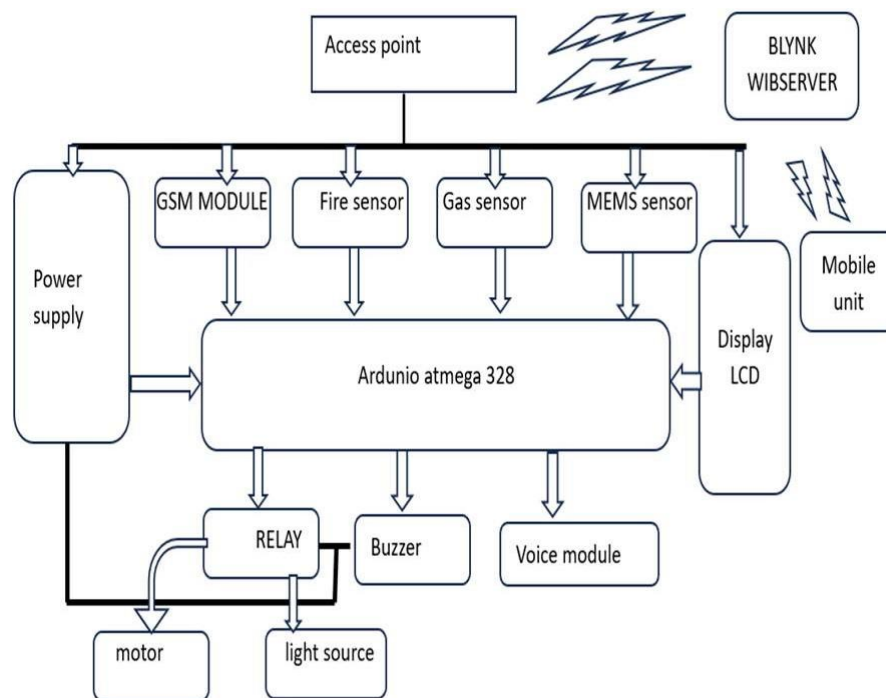 Access point
BLYNK
WIBSERVER
GSM MODULE
Fire sensor
Gas sensor
MEMS sensor
Power
supply
Mobile
unit
Display
LCD
Ardunio atmega 328
RELAY
Buzzer
Voice module
motor
light source